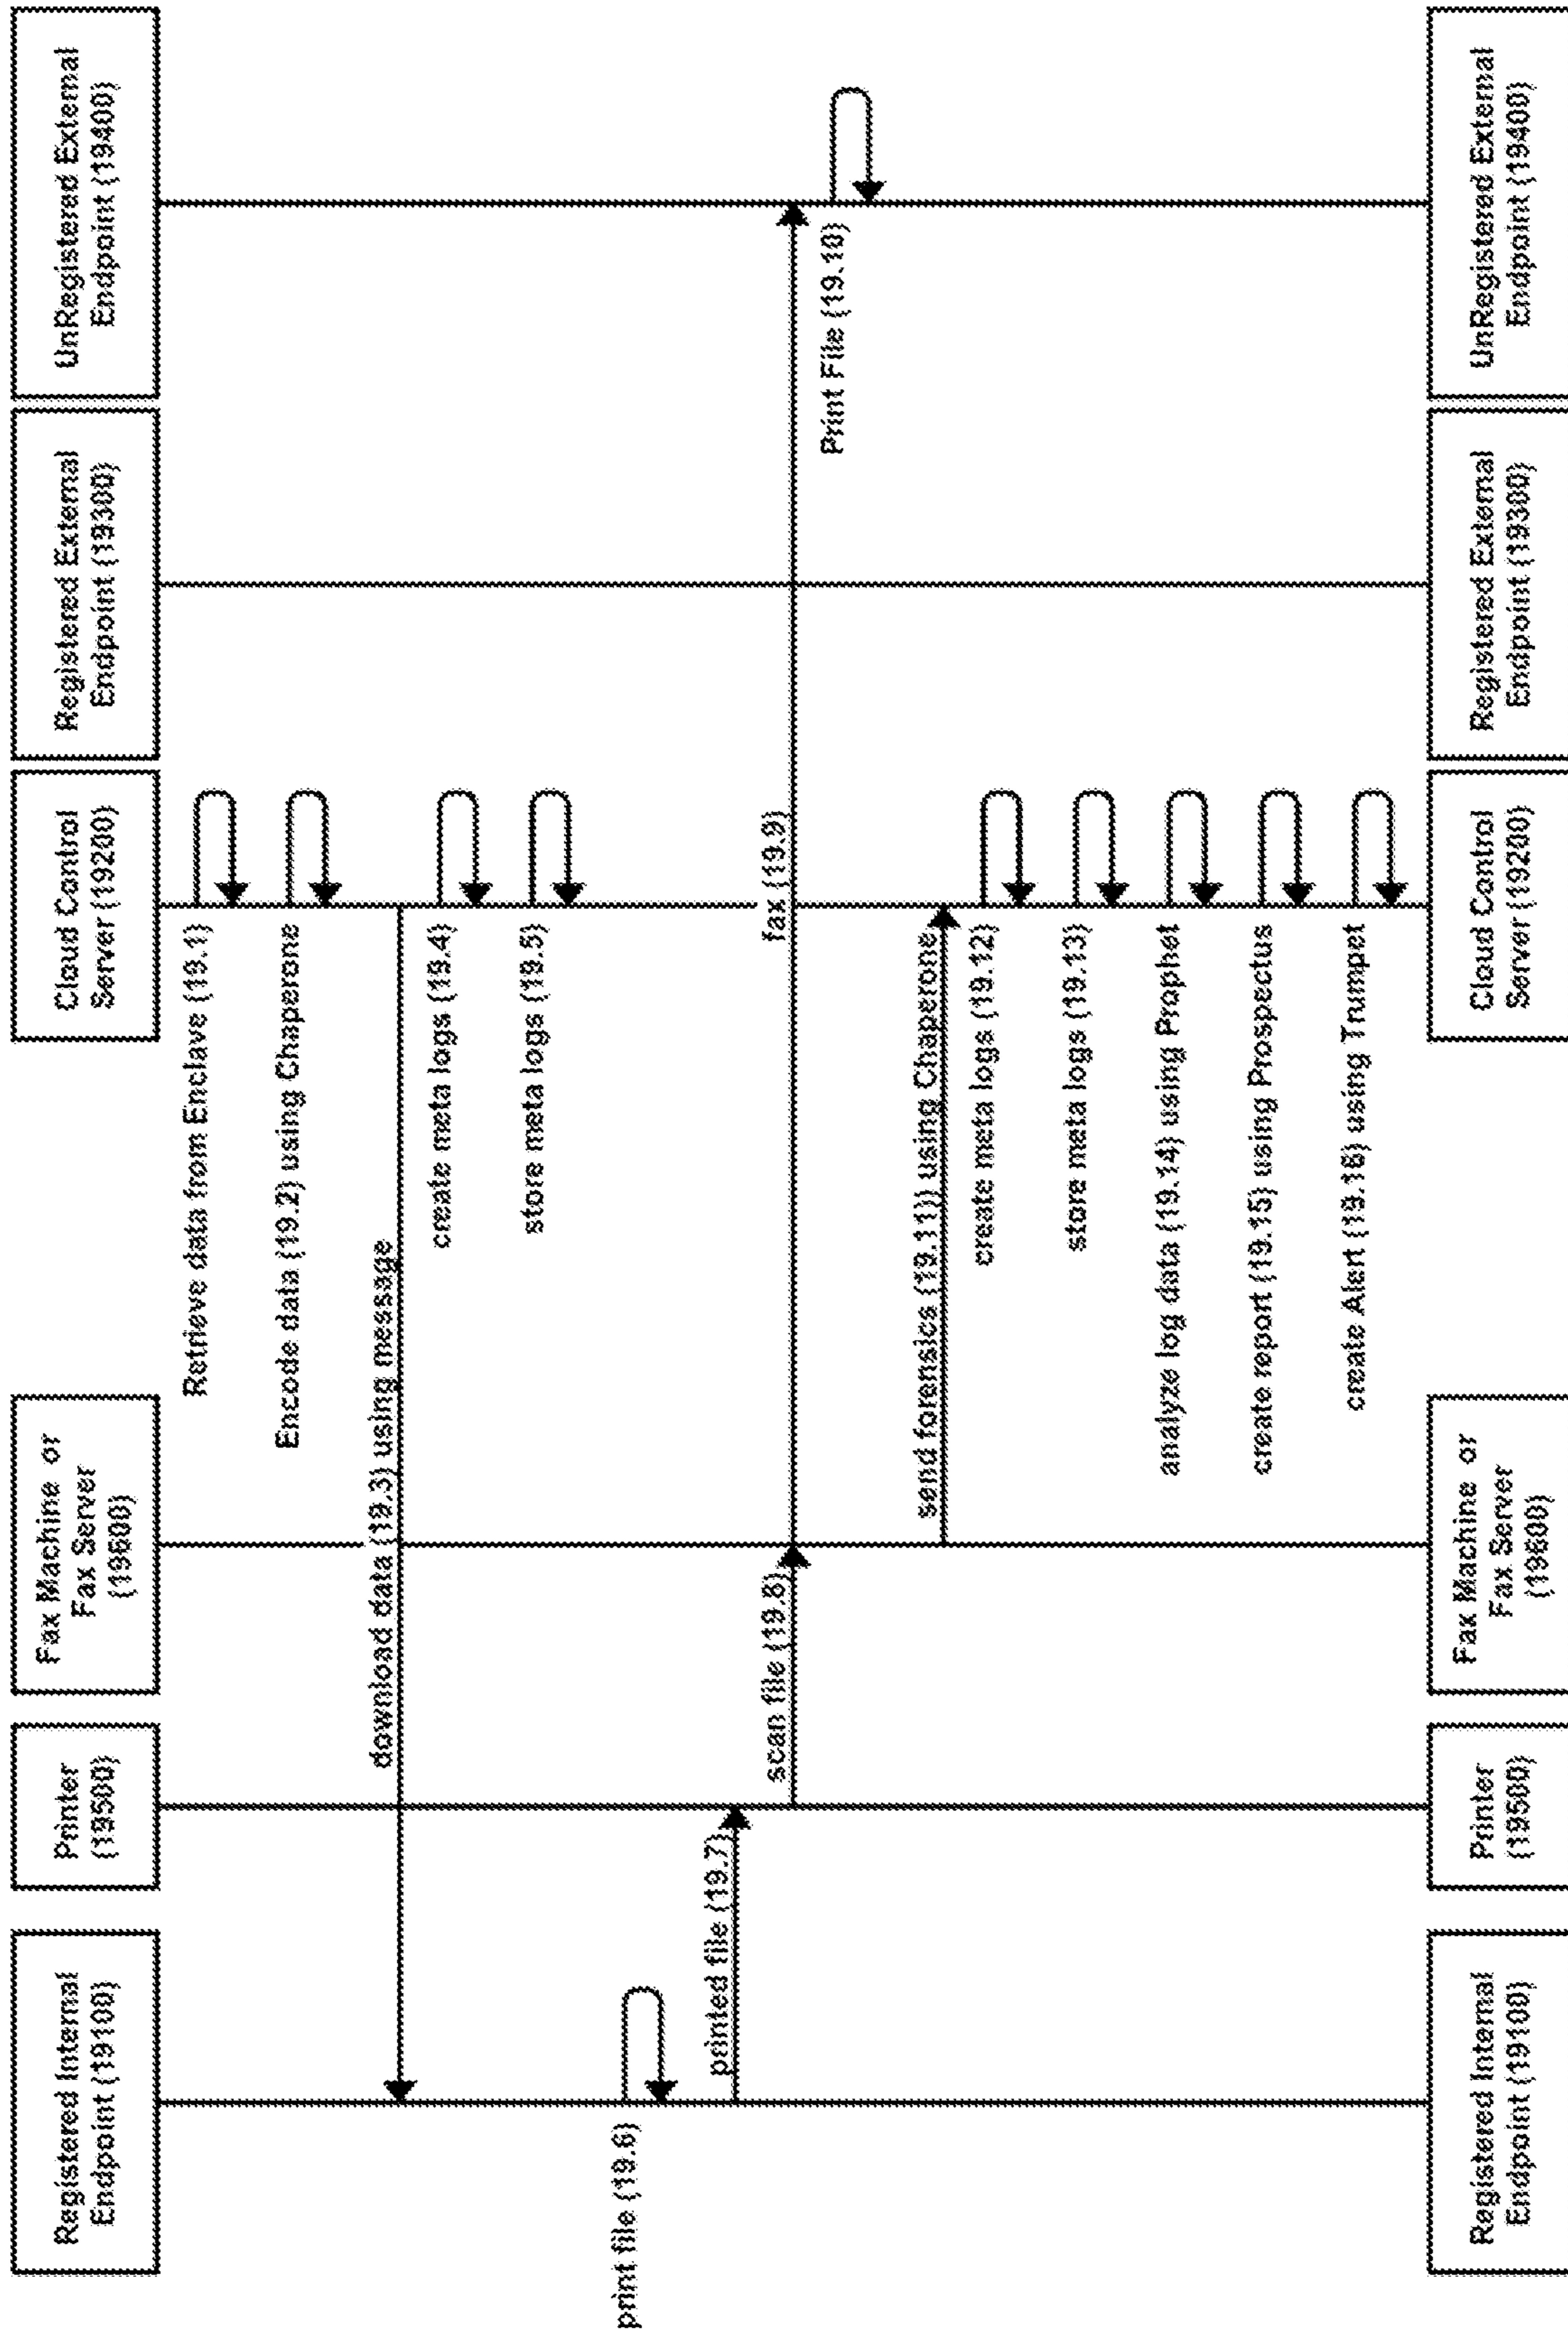 Registered Internal
Endpoint (19100)
Printer
(19500)
Fax Machine or
Fax Server
(19600)
Cloud Control
Server (19200)
Registered External
Endpoint (19300)
UnRegistered External
Endpoint (19400)
Retrieve data from Enclave (19.1)
Encode data (19.2) using Chaperone
download data (19.3) using message
create meta logs (19.4)
store meta logs (19.5)
print file (19.6)
printed file (19.7)
scan file (19.8)
fax (19.9)
Print File (19.10)
send forensics (19.11)) using Chaperone
create meta logs (19.12)
store meta logs (19.13)
analyze log data (19.14) using Prophet
create report (19.15) using Prospectus
create Alert (19.16) using Trumpet
Registered Internal
Endpoint (19100)
Printer
(19500)
Fax Machine or
Fax Server
(19600)
Cloud Control
Server (19200)
Registered External
Endpoint (19300)
UnRegistered External
Endpoint (19400)